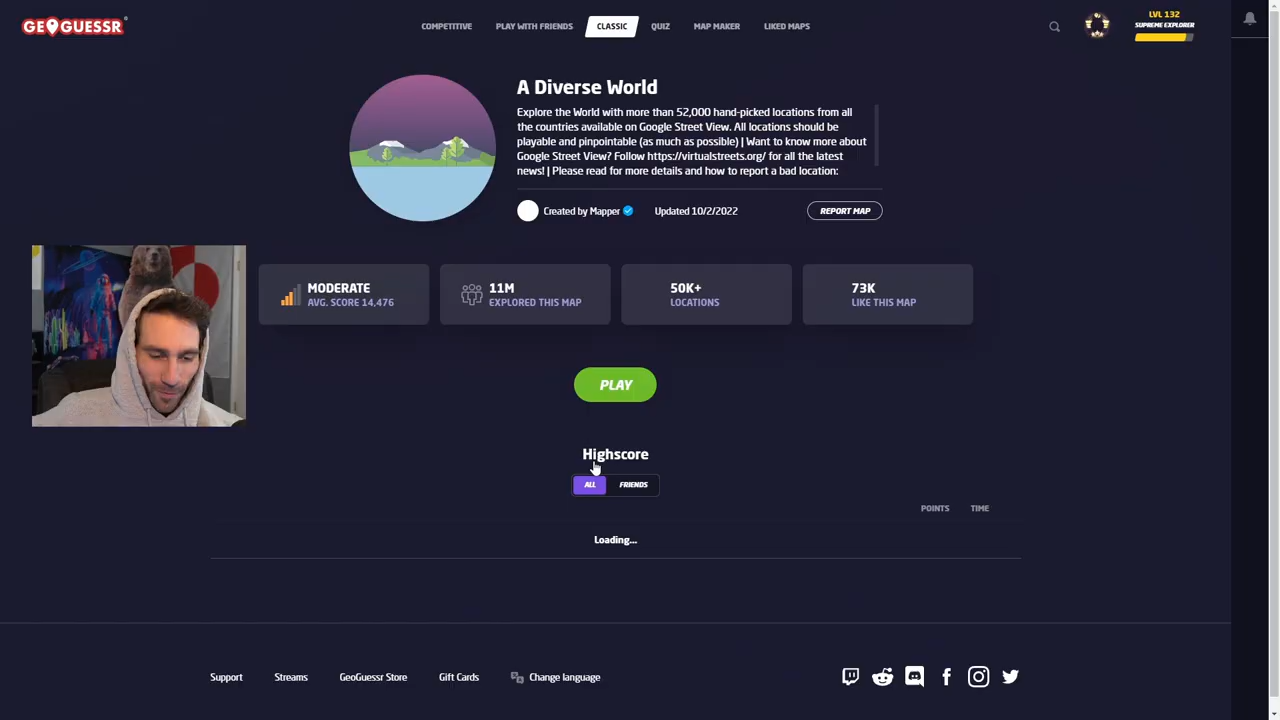 GEOGUESSR
COMPETITIVE
PLAY WITH FRIENDS
CLASSIC
QUIZ
MAP MAKER
LIKED MAPS
LVL 132
SUPREME EXPLORER
A Diverse World
Explore the World with more than 52,000 hand-picked locations from all
the countries available on Google Street View. All locations should be
playable and pinpointable (as much as possible) | Want to know more about
Google Street View? Follow https://virtualstreets.org/ for all the latest
news! | Please read for more details and how to report a bad location:
Created by Mapper
Updated 10/2/2022
REPORT MAP
MODERATE
AVG. SCORE 14,476
11M
EXPLORED THIS MAP
50K+
LOCATIONS
73K
LIKE THIS MAP
PLAY
Highscore
ALL
FRIENDS
POINTS
TIME
Loading...
Support
Streams
GeoGuessr Store
Gift Cards
Change language